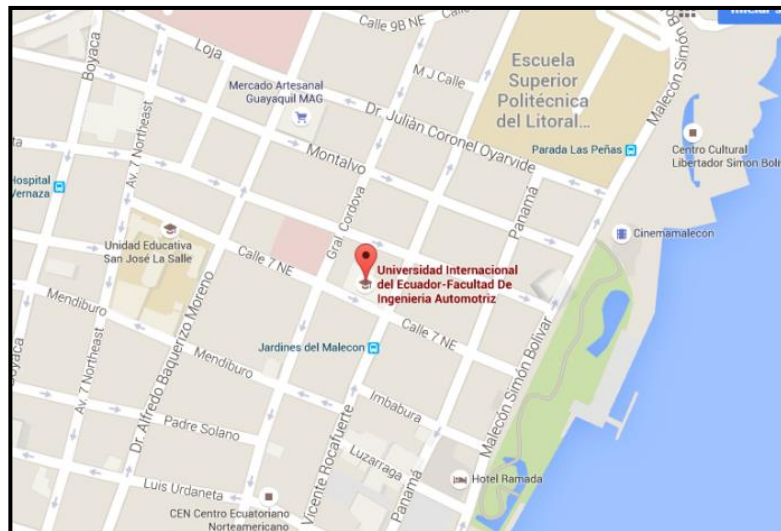 Calle 9B NE
Loja
Boyaca
Escuela
Superior
Politécnica
del Litoral...
M J Calle
Mercado Artesanal
Guayaquil MAG
Malecón Simón Bol
Av. 7 Northeast
Dr. Juliàn Coronel Oyarvide
Parada Las Peñas
Centro Cultural
Libertador Simon Boli
Montalvo
Hospital
Vernaza
Panamá
Gral. Cordova
Cinemamalecon
Unidad Educativa
San José La Salle
Calle 7 NE
Universidad Internacional
del Ecuador-Facultad De
Ingenieria Automotriz
Mendiburo
Dr. Alfredo Baquerizo Moreno
Calle 7 NE
Jardines del Malecon
Malecón Simón Bolívar
Mendiburo
Av. 7 Northeast
Boyaca
Imbabura
Padre Solano
Vicente Rocafuerte
Panamá
Luzarraga
Hotel Ramada
Luis Urdaneta
CEN Centro Ecuatoriano
Norteamericano